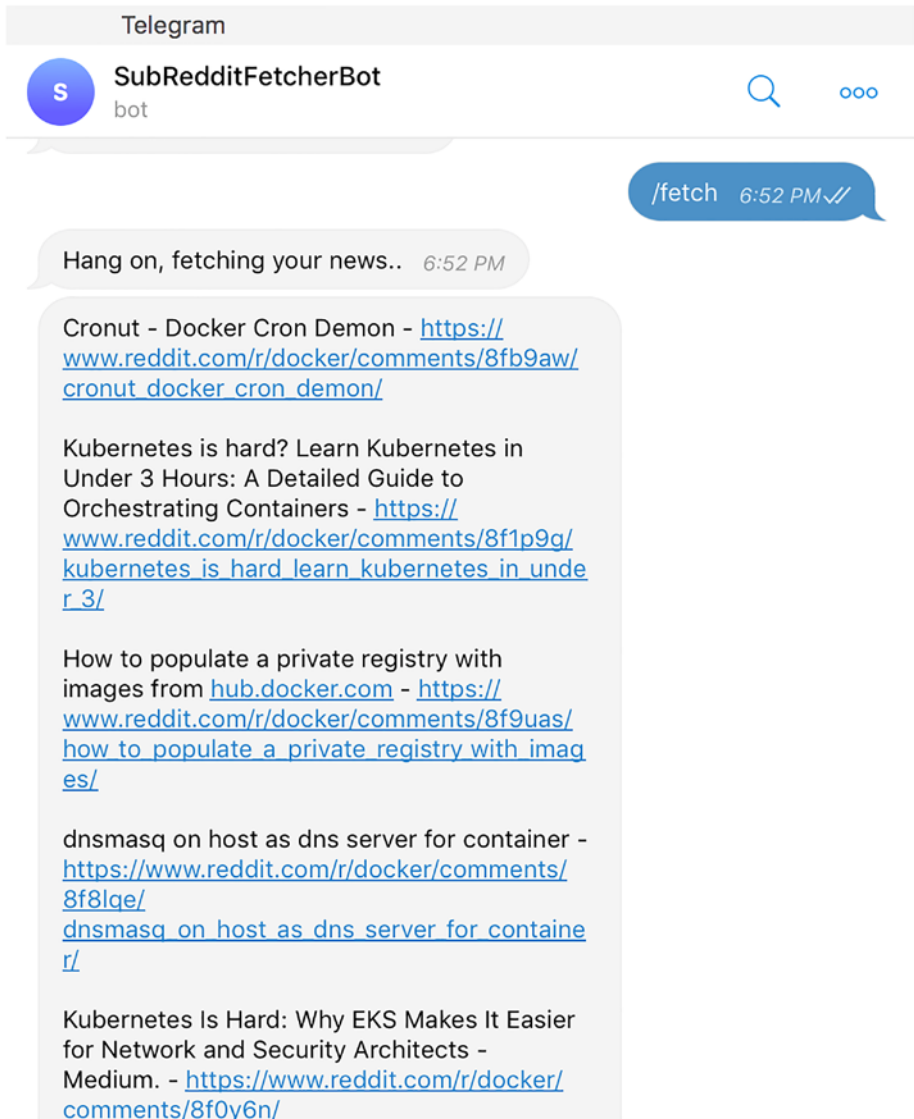 Telegram
S
SubRedditFetcherBot
bot
/fetch 6:52 PM
Hang on, fetching your news.. 6:52 PM
Cronut - Docker Cron Demon - https://
www.reddit.com/r/docker/comments/8fb9aw/
cronut_docker_cron_demon/
Kubernetes is hard? Learn Kubernetes in
Under 3 Hours: A Detailed Guide to
Orchestrating Containers - https://
www.reddit.com/r/docker/comments/8f1p9g/
kubernetes_is_hard_learn_kubernetes_in_unde
r_3/
How to populate a private registry with
images from hub.docker.com - https://
www.reddit.com/r/docker/comments/8f9uas/
how_to_populate_a_private_registry_with_imag
es/
dnsmasq on host as dns server for container -
https://www.reddit.com/r/docker/comments/
8f8lqe/
dnsmasq_on_host_as_dns_server_for_containe
r/
Kubernetes Is Hard: Why EKS Makes It Easier
for Network and Security Architects -
Medium. - https://www.reddit.com/r/docker/
comments/8f0y6n/